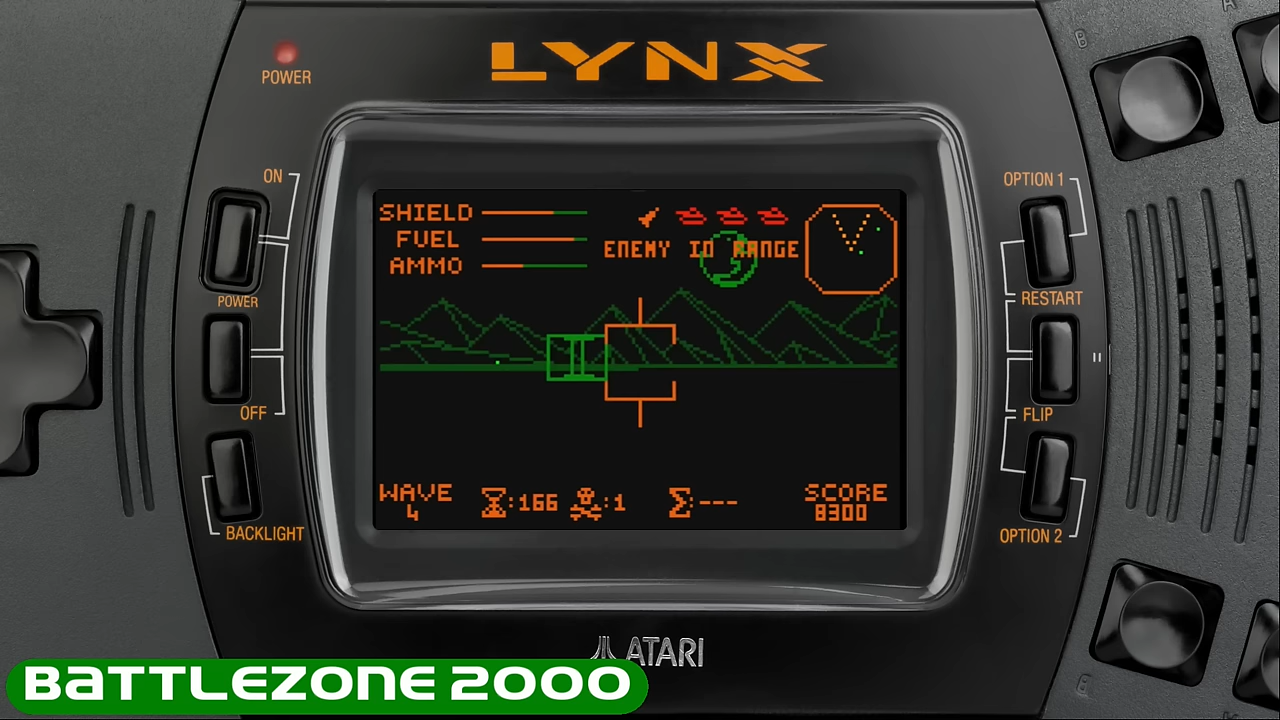 LYNX
POWER
ON
POWER
OFF
BACKLIGHT
OPTION 1
RESTART
FLIP
OPTION 2
B
A
SHIELD
FUEL
AMMO
ENEMY IN RANGE
WAVE
4
:166
:1
Σ:---
SCORE
8300
ATARI
BATTLEZONE 2000